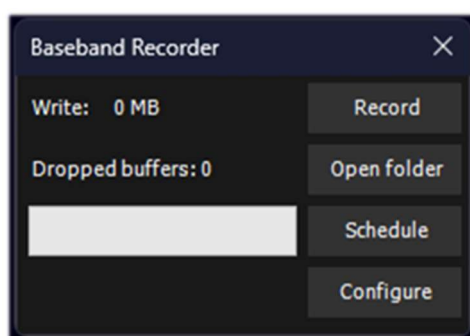 Baseband Recorder
Write: 0 MB
Record
Dropped buffers: 0
Open folder
Schedule
Configure